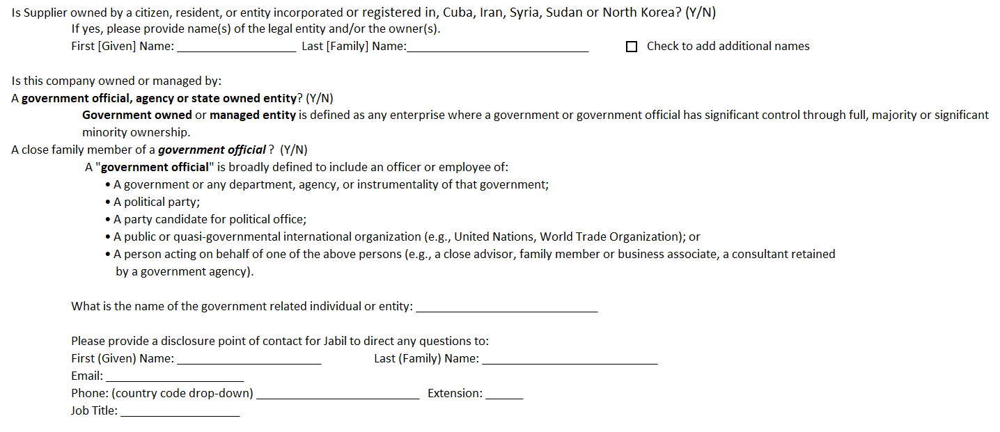 Is Supplier owned by a citizen, resident, or entity incorporated or registered in, Cuba, Iran, Syria, Sudan or North Korea? (Y/N)
If yes, please provide name(s) of the legal entity and/or the owner(s).
First [Given] Name: ___________________ Last [Family] Name:_____________________________ ☐ Check to add additional names
Is this company owned or managed by:
A government official, agency or state owned entity? (Y/N)
Government owned or managed entity is defined as any enterprise where a government or government official has significant control through full, majority or significant
minority ownership.
A close family member of a government official ? (Y/N)
A "government official" is broadly defined to include an officer or employee of:
• A government or any department, agency, or instrumentality of that government;
• A political party;
• A party candidate for political office;
• A public or quasi-governmental international organization (e.g., United Nations, World Trade Organization); or
• A person acting on behalf of one of the above persons (e.g., a close advisor, family member or business associate, a consultant retained
by a government agency).
What is the name of the government related individual or entity: _____________________________
Please provide a disclosure point of contact for Jabil to direct any questions to:
First (Given) Name: _______________________ Last (Family) Name: ____________________________
Email: ______________________
Phone: (country code drop-down) __________________________ Extension: ______
Job Title: ___________________